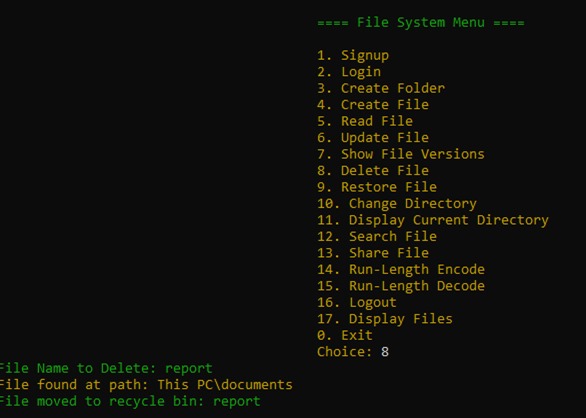 ==== File System Menu ====
1. Signup
2. Login
3. Create Folder
4. Create File
5. Read File
6. Update File
7. Show File Versions
8. Delete File
9. Restore File
10. Change Directory
11. Display Current Directory
12. Search File
13. Share File
14. Run-Length Encode
15. Run-Length Decode
16. Logout
17. Display Files
0. Exit
Choice: 8
File Name to Delete: report
File found at path: This PC\documents
File moved to recycle bin: report